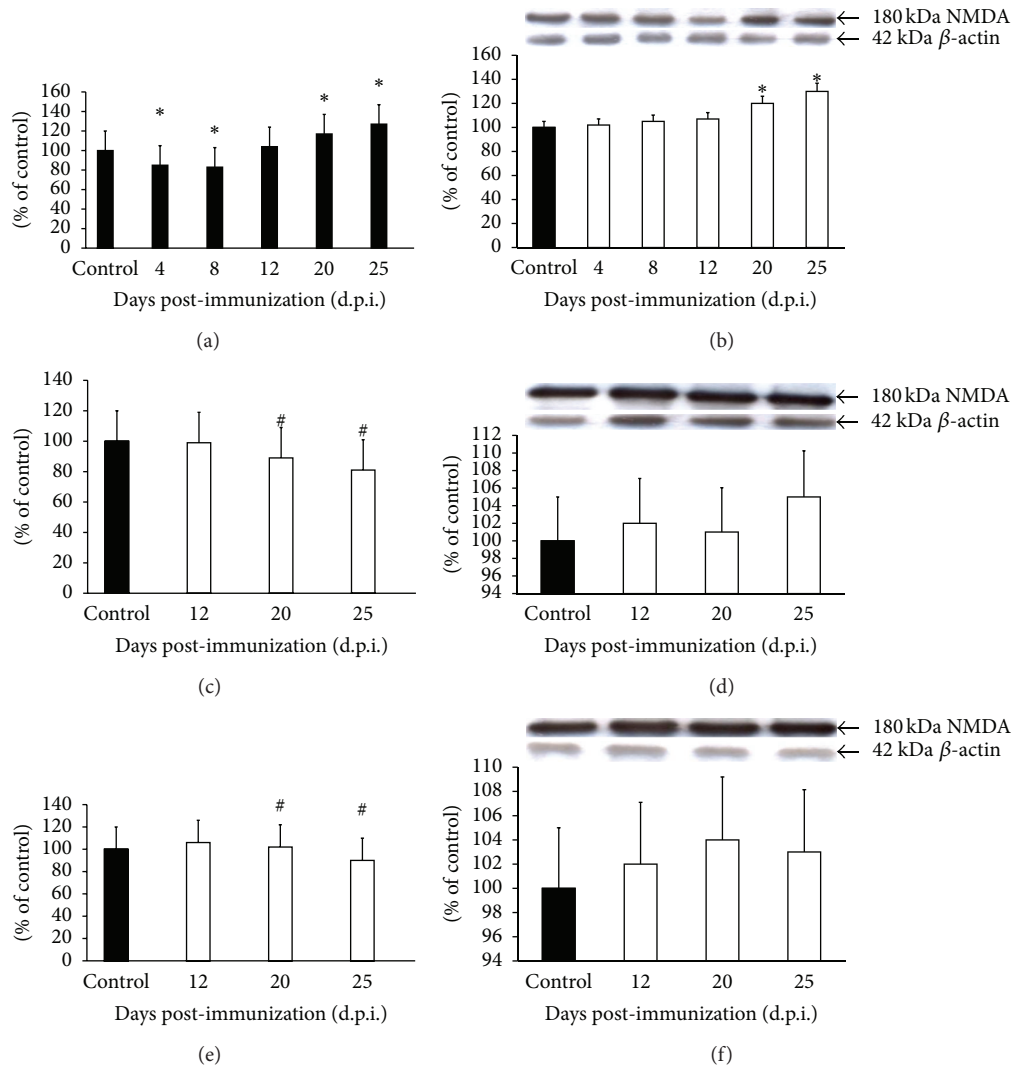 160
140
120
100
80
60
40
20
0
(% of control)
*
*
*
*
Control 4 8 12 20 25
Days post-immunization (d.p.i.)
(a)
180 kDa NMDA
42 kDa β-actin
160
140
120
100
80
60
40
20
0
(% of control)
*
*
Control 4 8 12 20 25
Days post-immunization (d.p.i.)
(b)
140
120
100
80
60
40
20
0
(% of control)
#
#
Control 12 20 25
Days post-immunization (d.p.i.)
(c)
180 kDa NMDA
42 kDa β-actin
112
110
108
106
104
102
100
98
96
94
(% of control)
Control 12 20 25
Days post-immunization (d.p.i.)
(d)
140
120
100
80
60
40
20
0
(% of control)
#
#
Control 12 20 25
Days post-immunization (d.p.i.)
(e)
180 kDa NMDA
42 kDa β-actin
110
108
106
104
102
100
98
96
94
(% of control)
Control 12 20 25
Days post-immunization (d.p.i.)
(f)